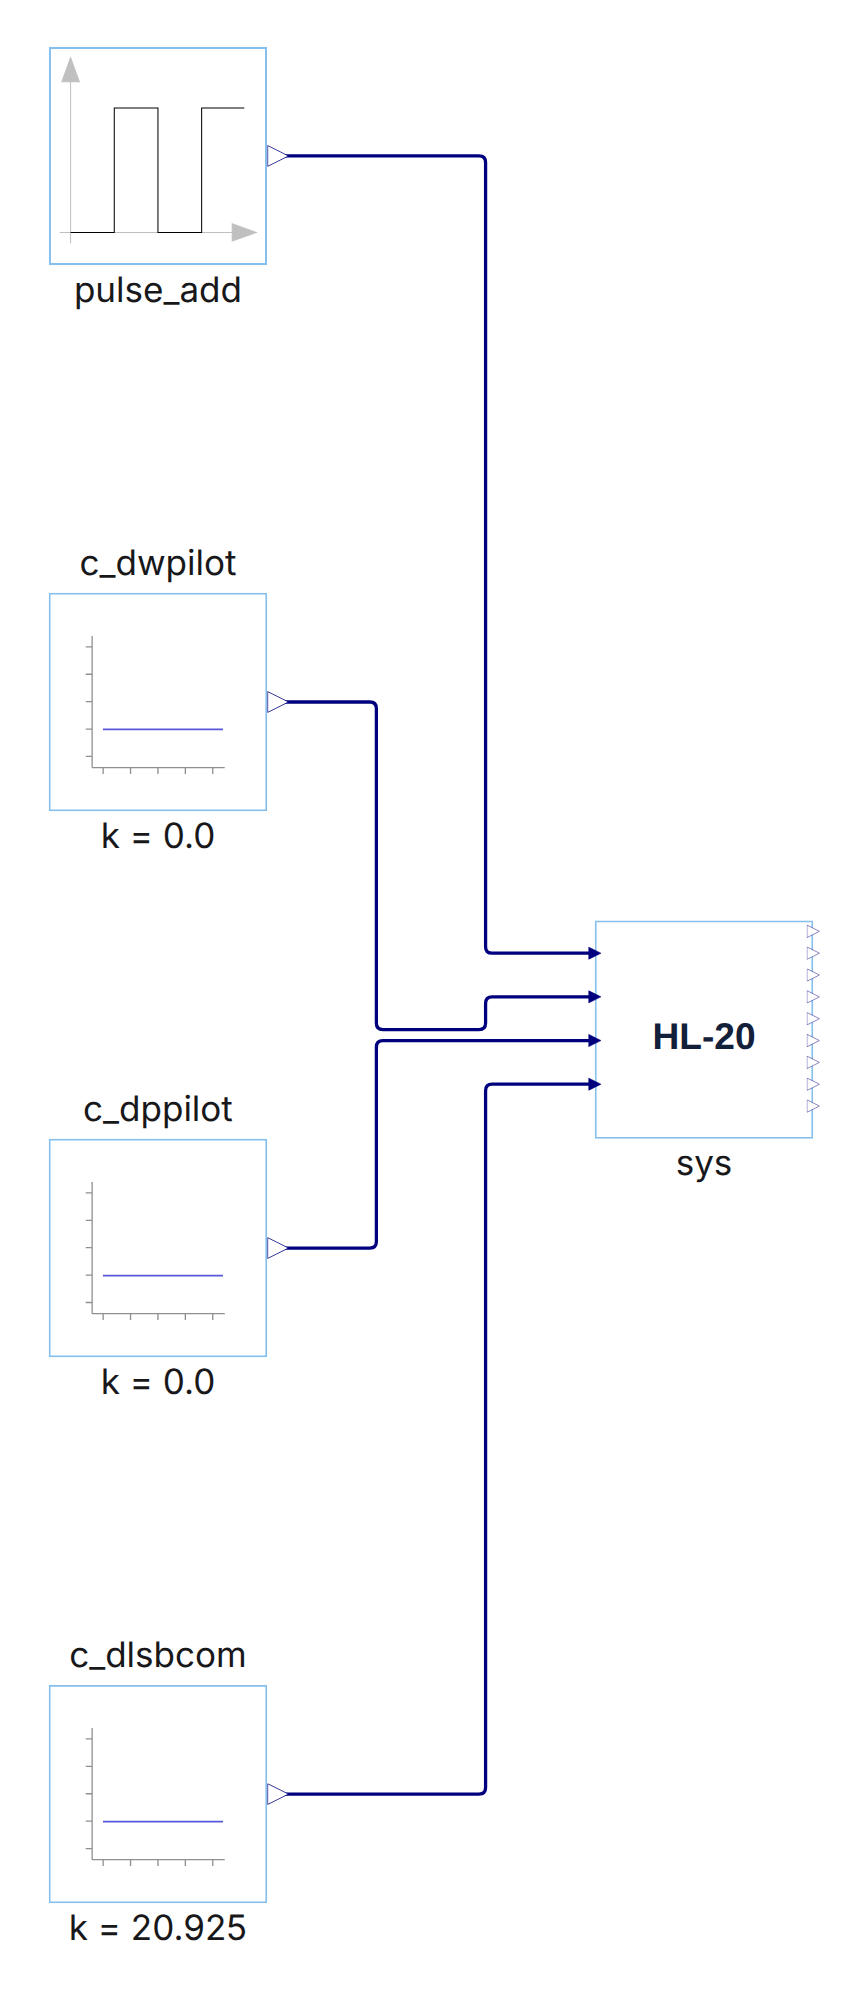 pulse_add
c_dwpilot
k = 0.0
HL-20
sys
c_dppilot
k = 0.0
c_dlsbcom
k = 20.925